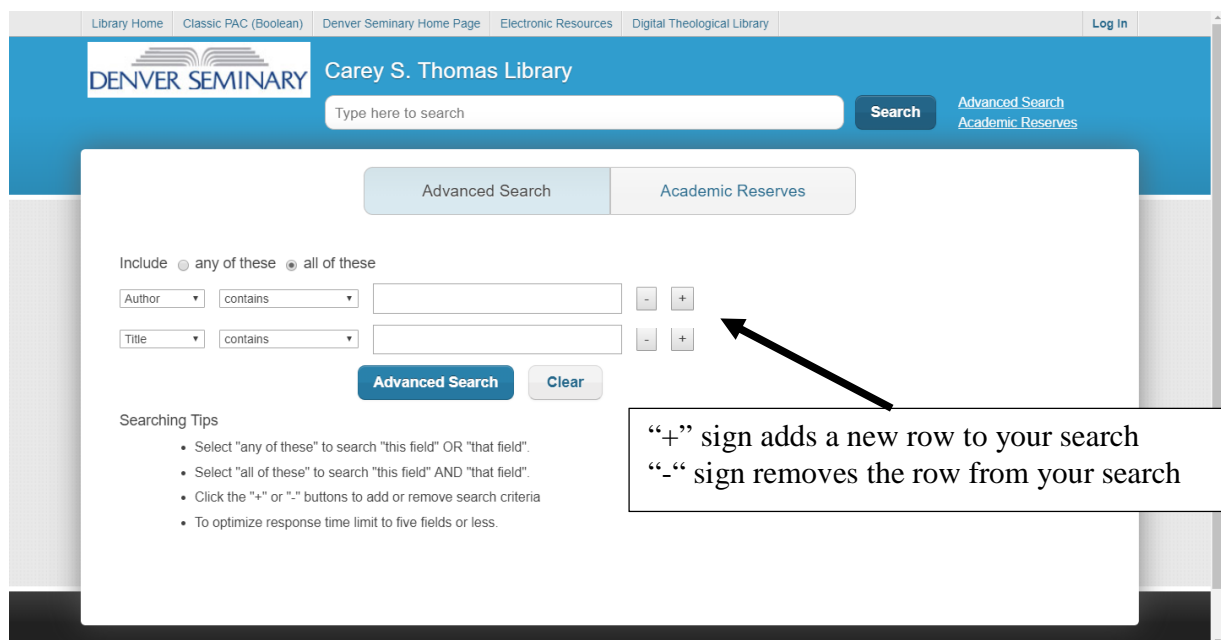 Library Home Classic PAC (Boolean) Denver Seminary Home Page Electronic Resources Digital Theological Library Log In
DENVER SEMINARY
Carey S. Thomas Library
Type here to search Search
Advanced Search
Academic Reserves
Advanced Search Academic Reserves
Include any of these all of these
Author contains - +
Title contains - +
Advanced Search Clear
Searching Tips
• Select "any of these" to search "this field" OR "that field".
• Select "all of these" to search "this field" AND "that field".
• Click the "+" or "-" buttons to add or remove search criteria
• To optimize response time limit to five fields or less.
“+” sign adds a new row to your search
“-“ sign removes the row from your search